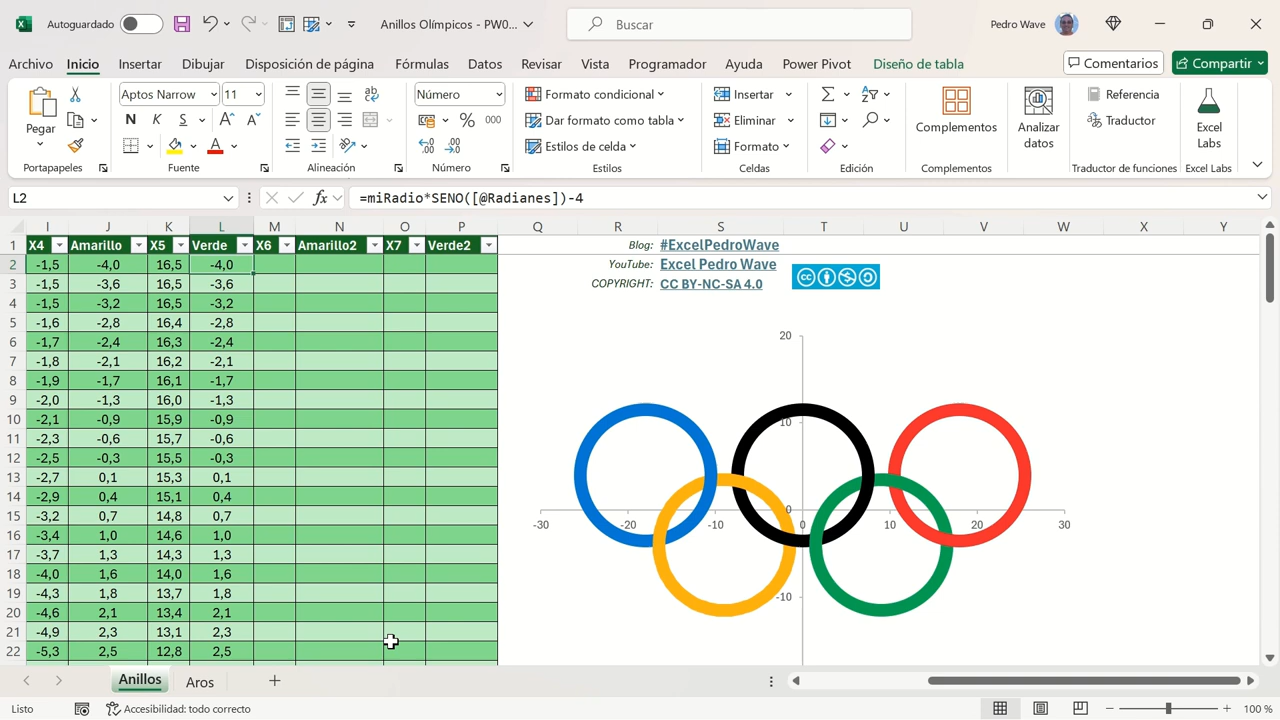 Autoguardado
Anillos Olímpicos - PW0...
Buscar
Pedro Wave
Archivo Inicio Insertar Dibujar Disposición de página Fórmulas Datos Revisar Vista Programador Ayuda Power Pivot Diseño de tabla Comentarios Compartir
Pegar
Portapapeles
Aptos Narrow 11
N K S
Fuente
Alineación
Número
% 000
Número
Formato condicional
Dar formato como tabla
Estilos de celda
Estilos
Insertar
Eliminar
Formato
Celdas
Edición
Complementos
Complementos
Analizar
datos
Referencia
Traductor
Traductor de funciones
Excel
Labs
Excel Labs
L2 fx =miRadio*SENO([@Radianes])-4
I J K L M N O P Q R S T U V W X Y
1 X4 Amarillo X5 Verde X6 Amarillo2 X7 Verde2
2 -1,5 -4,0 16,5 -4,0
3 -1,5 -3,6 16,5 -3,6
4 -1,5 -3,2 16,5 -3,2
5 -1,6 -2,8 16,4 -2,8
6 -1,7 -2,4 16,3 -2,4
7 -1,8 -2,1 16,2 -2,1
8 -1,9 -1,7 16,1 -1,7
9 -2,0 -1,3 16,0 -1,3
10 -2,1 -0,9 15,9 -0,9
11 -2,3 -0,6 15,7 -0,6
12 -2,5 -0,3 15,5 -0,3
13 -2,7 0,1 15,3 0,1
14 -2,9 0,4 15,1 0,4
15 -3,2 0,7 14,8 0,7
16 -3,4 1,0 14,6 1,0
17 -3,7 1,3 14,3 1,3
18 -4,0 1,6 14,0 1,6
19 -4,3 1,8 13,7 1,8
20 -4,6 2,1 13,4 2,1
21 -4,9 2,3 13,1 2,3
22 -5,3 2,5 12,8 2,5
Blog: #ExcelPedroWave
YouTube: Excel Pedro Wave
COPYRIGHT: CC BY-NC-SA 4.0
cc
20
10
0
-30 -20 -10 0 10 20 30
-10
Anillos Aros
Listo
Accesibilidad: todo correcto
100 %